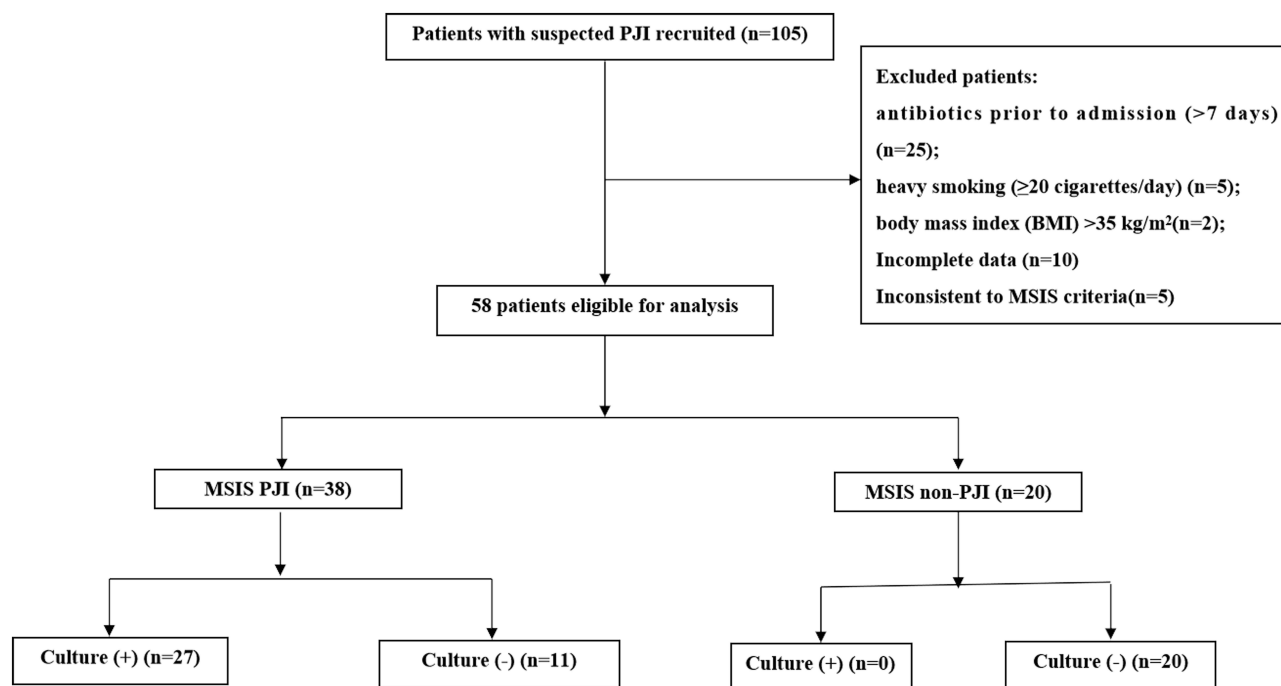 Patients with suspected PJI recruited (n=105)
Excluded patients:
antibiotics prior to admission (>7 days)
(n=25);
heavy smoking (≥20 cigarettes/day) (n=5);
body mass index (BMI) >35 kg/m²(n=2);
Incomplete data (n=10)
Inconsistent to MSIS criteria(n=5)
58 patients eligible for analysis
MSIS PJI (n=38)
MSIS non-PJI (n=20)
Culture (+) (n=27)
Culture (-) (n=11)
Culture (+) (n=0)
Culture (-) (n=20)